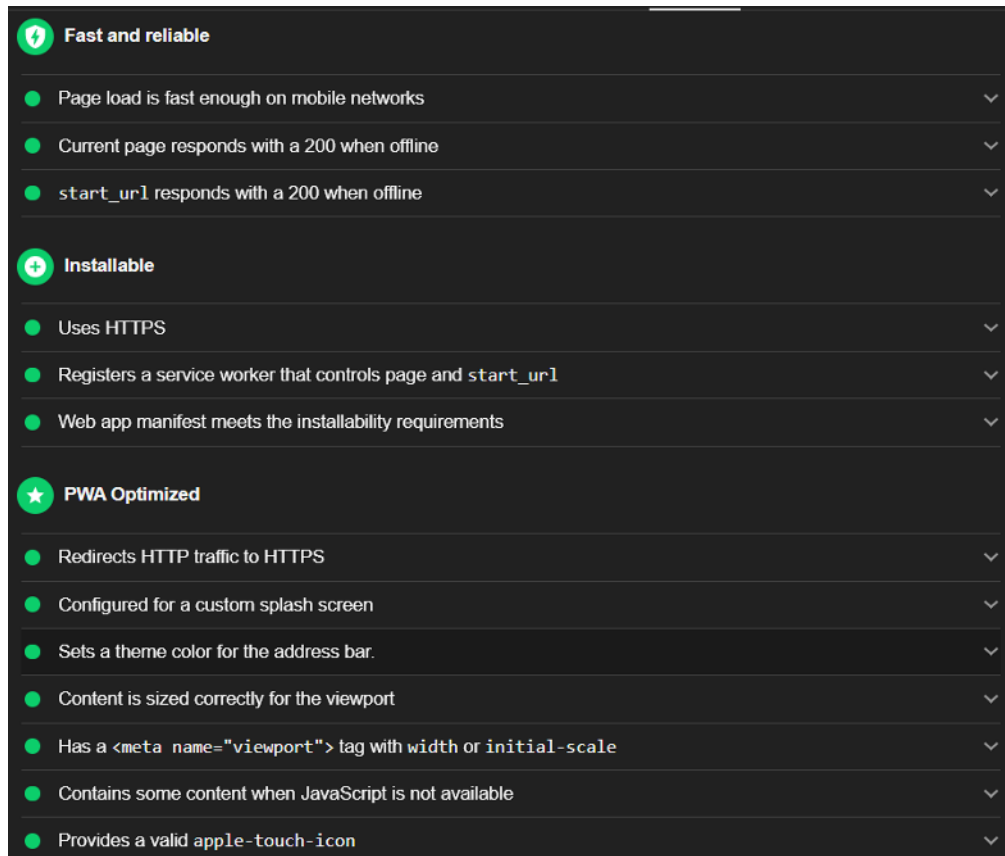 Fast and reliable
Page load is fast enough on mobile networks
Current page responds with a 200 when offline
start_url responds with a 200 when offline
Installable
Uses HTTPS
Registers a service worker that controls page and start_url
Web app manifest meets the installability requirements
PWA Optimized
Redirects HTTP traffic to HTTPS
Configured for a custom splash screen
Sets a theme color for the address bar.
Content is sized correctly for the viewport
Has a <meta name="viewport"> tag with width or initial-scale
Contains some content when JavaScript is not available
Provides a valid apple-touch-icon